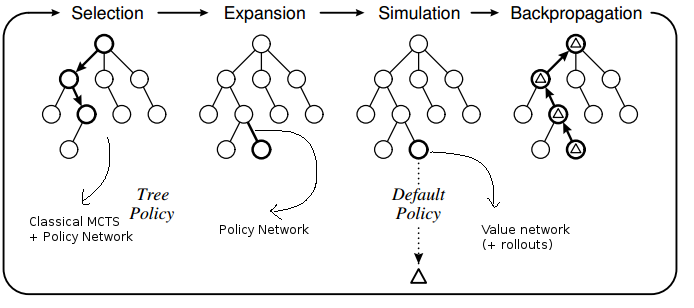 Selection
Expansion
Simulation
Backpropagation
Tree
Policy
Default
Policy
Classical MCTS
+ Policy Network
Policy Network
Value network
(+ rollouts)